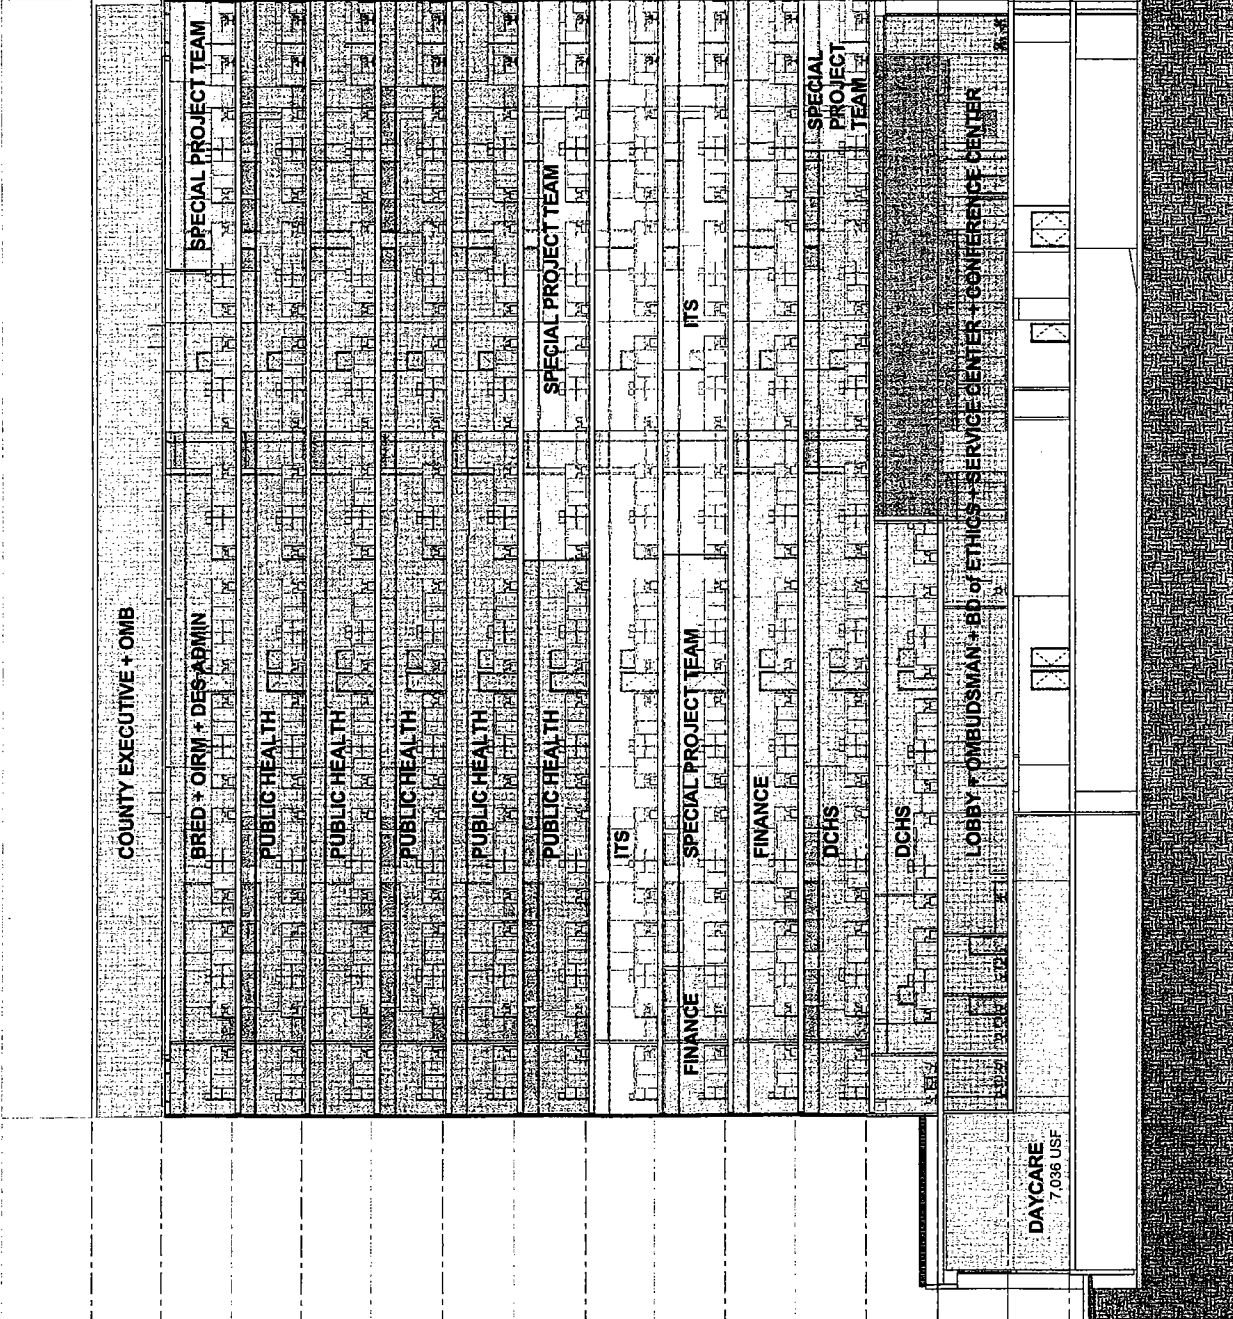 COUNTY EXECUTIVE + OMB
BRED + OIRM + DES-ADMIN
SPECIAL PROJECT TEAM
PUBLIC HEALTH
PUBLIC HEALTH
PUBLIC HEALTH
PUBLIC HEALTH
PUBLIC HEALTH
SPECIAL PROJECT TEAM
ITS
FINANCE
SPECIAL PROJECT TEAM
ITS
FINANCE
DCHS
SPECIAL
PROJECT
TEAM
DCHS
LOBBY + OMBUDSMAN + BD of ETHICS + SERVICE CENTER + CONFERENCE CENTER
DAYCARE
7,036 USF